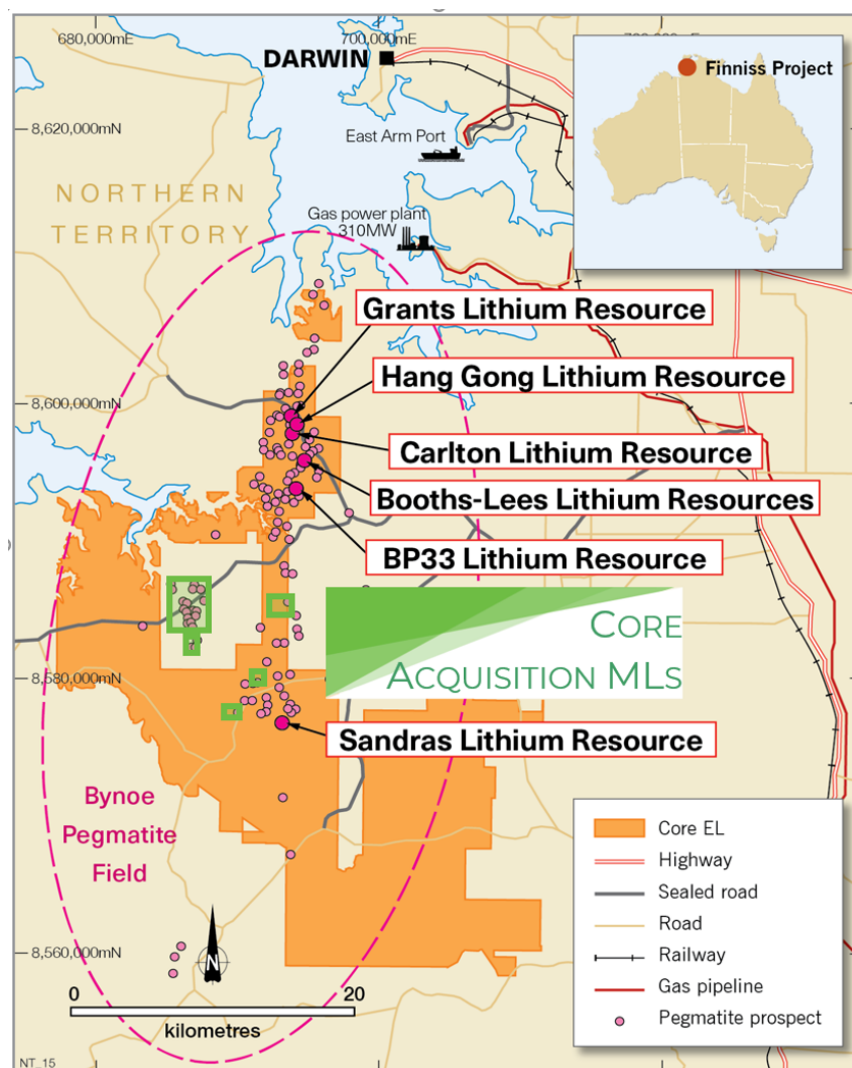 680,000mE
700,000mE
DARWIN
Finniss Project
8,620,000mN
East Arm Port
NORTHERN
TERRITORY
Gas power plant
310MW
Grants Lithium Resource
Hang Gong Lithium Resource
8,600,000mN
Carlton Lithium Resource
Booths-Lees Lithium Resources
BP33 Lithium Resource
CORE
ACQUISITION MLS
8,580,000mN
Sandras Lithium Resource
Bynoe
Pegmatite
Field
Core EL
Highway
Sealed road
Road
Railway
Gas pipeline
Pegmatite prospect
8,560,000mN
N
0 20
kilometres
NT_15